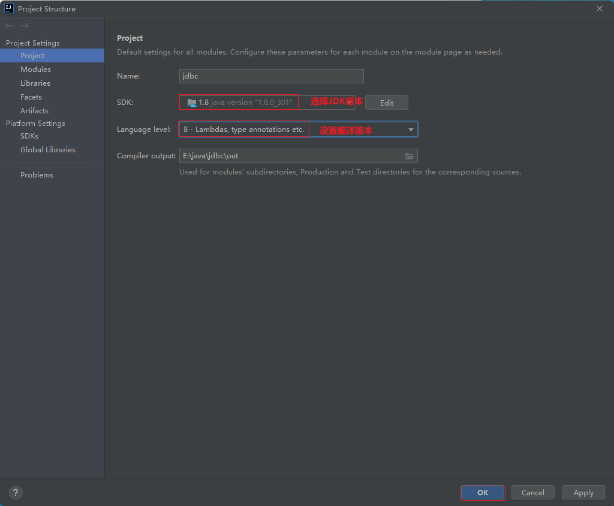 Project Structure
Project Settings
Project
Modules
Libraries
Facets
Artifacts
Platform Settings
SDKs
Global Libraries
Problems
Project
Default settings for all modules. Configure these parameters for each module on the module page as needed.
Name: jdbc
SDK: 1.8 java version "1.8.0_301" 选择JDK版本 Edit
Language level: 8 - Lambdas, type annotations etc. 设置编译版本
Compiler output: E:\java\jdbc\out
Used for modules' subdirectories, Production and Test directories for the corresponding sources.
? OK Cancel Apply